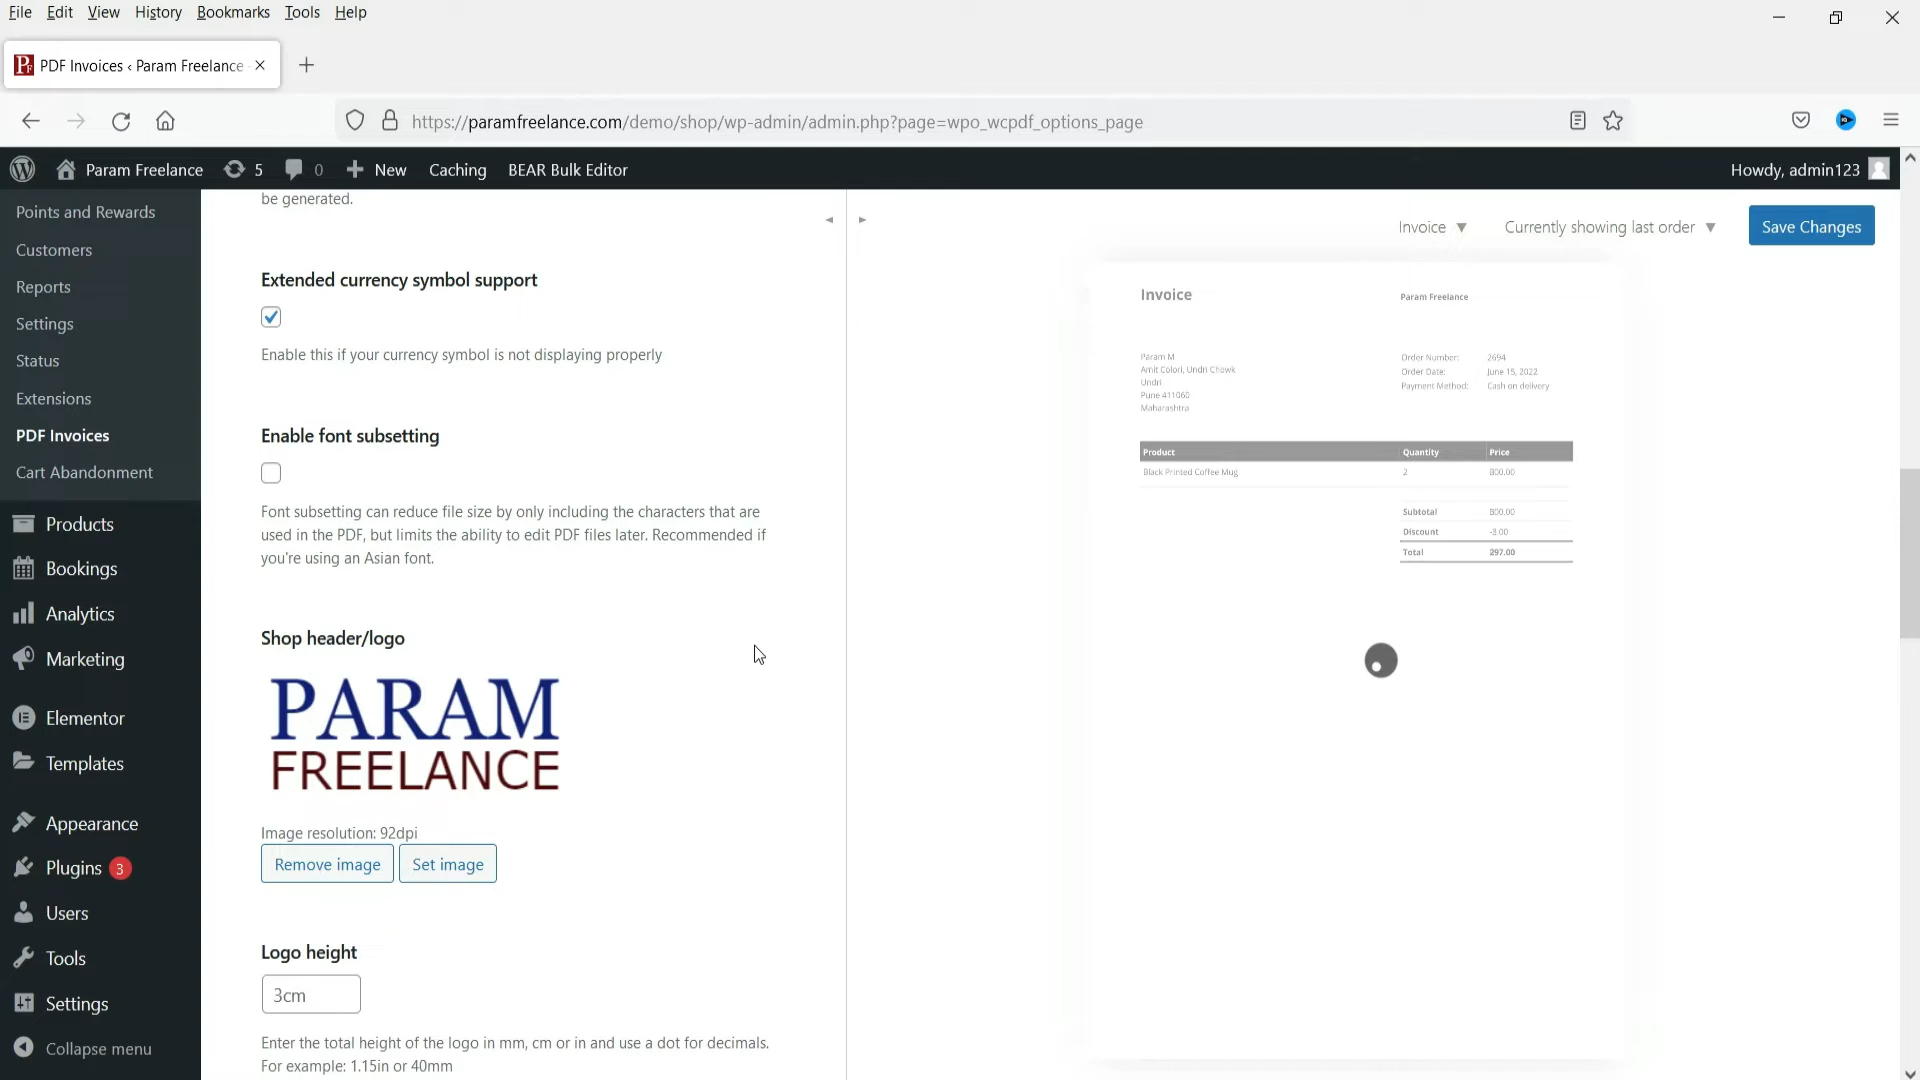 File Edit View History Bookmarks Tools Help
PDF Invoices ‹ Param Freelance
https://paramfreelance.com/demo/shop/wp-admin/admin.php?page=wpo_wcpdf_options_page
Param Freelance 5 0 New Caching BEAR Bulk Editor Howdy, admin123
Points and Rewards
Customers
Reports
Settings
Status
Extensions
PDF Invoices
Cart Abandonment
Products
Bookings
Analytics
Marketing
Elementor
Templates
Appearance
Plugins 3
Users
Tools
Settings
Collapse menu
be generated.
Extended currency symbol support
Enable this if your currency symbol is not displaying properly
Enable font subsetting
Font subsetting can reduce file size by only including the characters that are
used in the PDF, but limits the ability to edit PDF files later. Recommended if
you're using an Asian font.
Shop header/logo
PARAM
FREELANCE
Image resolution: 92dpi
Remove image Set image
Logo height
3cm
Enter the total height of the logo in mm, cm or in and use a dot for decimals.
For example: 1.15in or 40mm
Invoice ▼ Currently showing last order ▼ Save Changes
Invoice Param Freelance
Param M
Amit Colori, Undri Chowk
Undri
Pune 411060
Maharashtra
Order Number: 2694
Order Date: June 15, 2022
Payment Method: Cash on delivery
Product Quantity Price
Black Printed Coffee Mug 2
Subtotal
Discount
Total 297.00